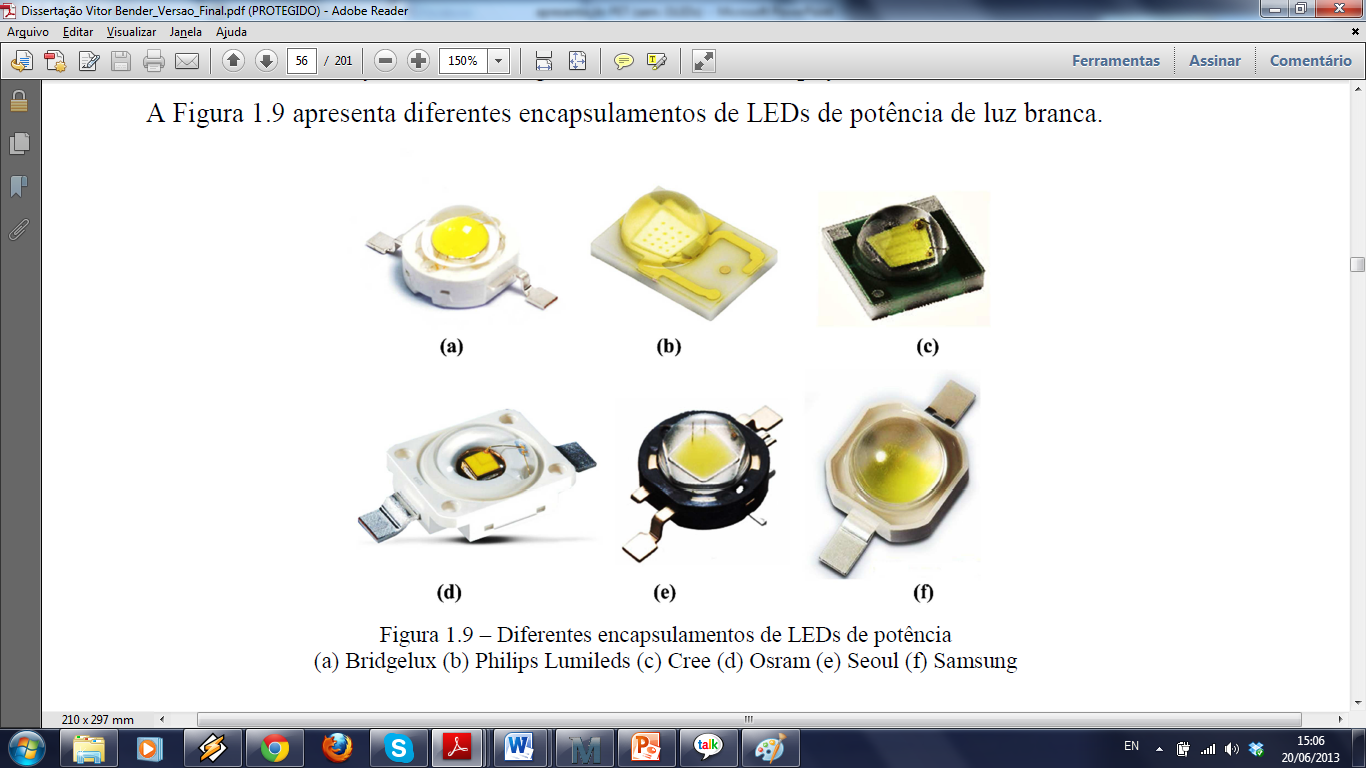 Dissertação Vitor Bender_Versao_Final.pdf (PROTEGIDO) - Adobe Reader
Arquivo Editar Visualizar Janela Ajuda
56 / 201 150% Ferramentas Assinar Comentário
A Figura 1.9 apresenta diferentes encapsulamentos de LEDs de potência de luz branca.
(a) (b) (c)
(d) (e) (f)
Figura 1.9 – Diferentes encapsulamentos de LEDs de potência
(a) Bridgelux (b) Philips Lumileds (c) Cree (d) Osram (e) Seoul (f) Samsung
210 x 297 mm
talk
EN 15:06
20/06/2013